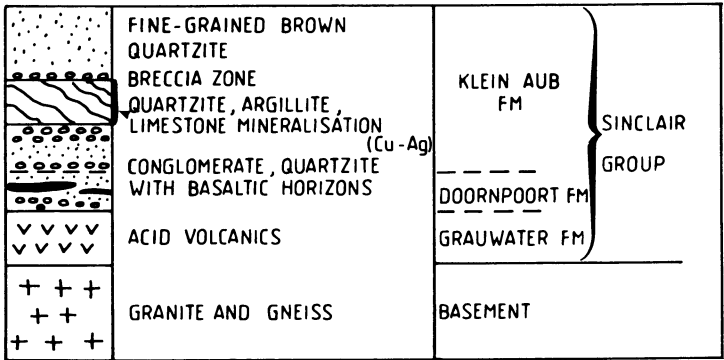 FINE-GRAINED BROWN
QUARTZITE
BRECCIA ZONE
QUARTZITE, ARGILLITE,
LIMESTONE MINERALISATION
(Cu-Ag)
CONGLOMERATE, QUARTZITE
WITH BASALTIC HORIZONS
ACID VOLCANICS
GRANITE AND GNEISS
KLEIN AUB
FM
DOORNPOORT FM
GRAUWATER FM
BASEMENT
SINCLAIR
GROUP